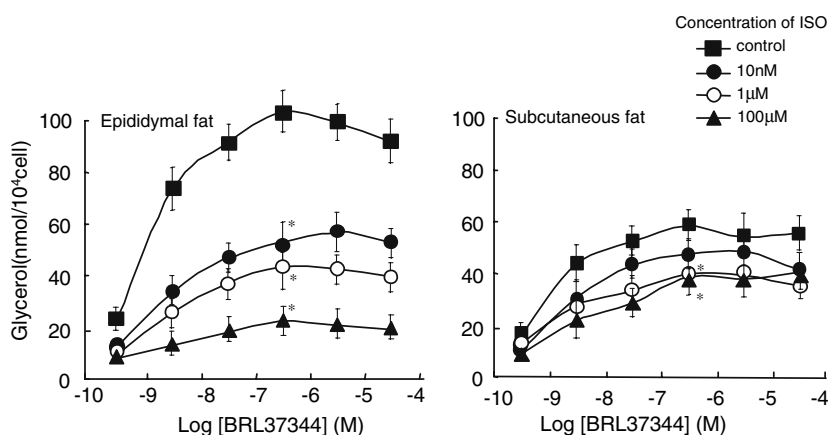 Concentration of ISO
control
10nM
1μM
100μM
Epididymal fat
Glycerol(nmol/10⁴cell)
100
80
60
40
20
0
*
*
*
-10 -9 -8 -7 -6 -5 -4
Log [BRL37344] (M)
Subcutaneous fat
100
80
60
40
20
0
*
*
-10 -9 -8 -7 -6 -5 -4
Log [BRL37344] (M)